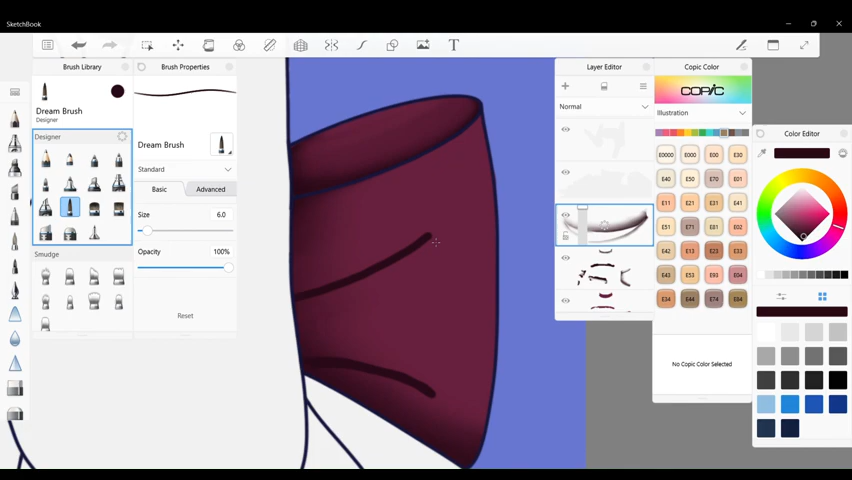 SketchBook
T
Brush Library
Brush Properties
Layer Editor
Copic Color
Dream Brush
Designer
COPIC
Normal
Illustration
Color Editor
Designer
Dream Brush
E0000 E000 E00 E30
Standard
E40 E50 E70 E01
Basic Advanced
E11 E21 E31 E41
Size 6.0
E51 E71 E81 E02
Smudge
Opacity 100%
E42 E13 E23 E33
E43 E53 E93 E04
E34 E44 E74 E84
Reset
No Copic Color Selected